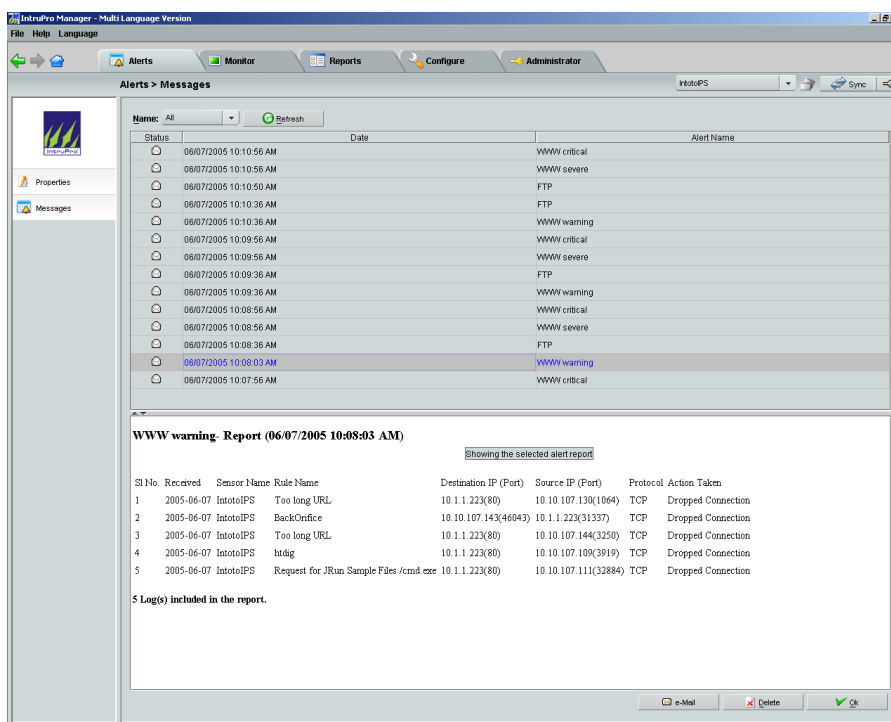 IntruPro Manager - Multi Language Version
File Help Language
Alerts Monitor Reports Configure Administrator
Alerts > Messages IntotoIPS Sync
IntruPro
Properties
Messages
Name: All Refresh
Status Date Alert Name
06/07/2005 10:10:56 AM WWW critical
06/07/2005 10:10:56 AM WWW severe
06/07/2005 10:10:50 AM FTP
06/07/2005 10:10:36 AM FTP
06/07/2005 10:10:36 AM WWW warning
06/07/2005 10:09:56 AM WWW critical
06/07/2005 10:09:56 AM WWW severe
06/07/2005 10:09:36 AM FTP
06/07/2005 10:09:36 AM WWW warning
06/07/2005 10:08:56 AM WWW critical
06/07/2005 10:08:56 AM WWW severe
06/07/2005 10:08:36 AM FTP
06/07/2005 10:08:03 AM WWW warning
06/07/2005 10:07:56 AM WWW critical
WWW warning- Report (06/07/2005 10:08:03 AM)
Showing the selected alert report
Sl No. Received Sensor Name Rule Name Destination IP (Port) Source IP (Port) Protocol Action Taken
1 2005-06-07 IntotoIPS Too long URL 10.1.1.223(80) 10.10.107.130(1064) TCP Dropped Connection
2 2005-06-07 IntotoIPS BackOrifice 10.10.107.143(46043) 10.1.1.223(31337) TCP Dropped Connection
3 2005-06-07 IntotoIPS Too long URL 10.1.1.223(80) 10.10.107.144(3250) TCP Dropped Connection
4 2005-06-07 IntotoIPS htdig 10.1.1.223(80) 10.10.107.109(3919) TCP Dropped Connection
5 2005-06-07 IntotoIPS Request for JRun Sample Files /cmd.exe 10.1.1.223(80) 10.10.107.111(32884) TCP Dropped Connection
5 Log(s) included in the report.
e-Mail Delete Ok